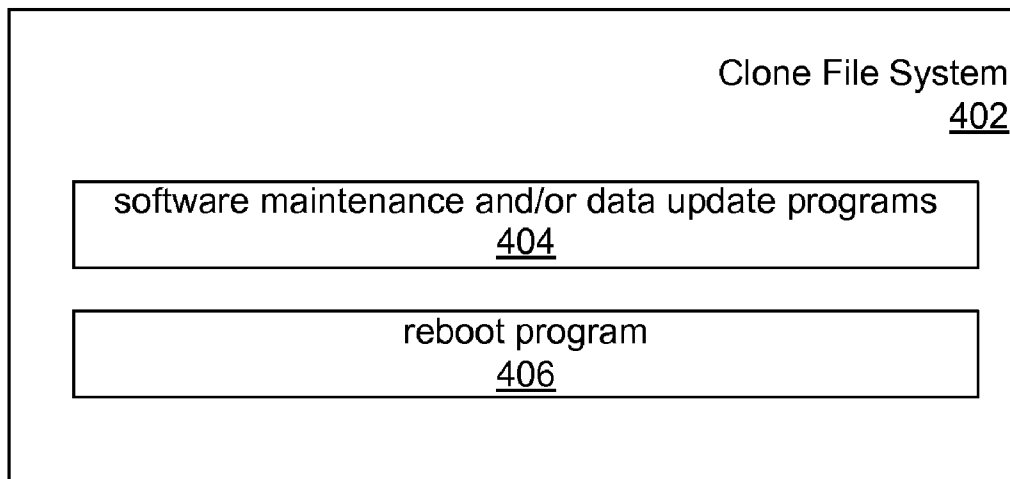 Clone File System
402
software maintenance and/or data update programs
404
reboot program
406